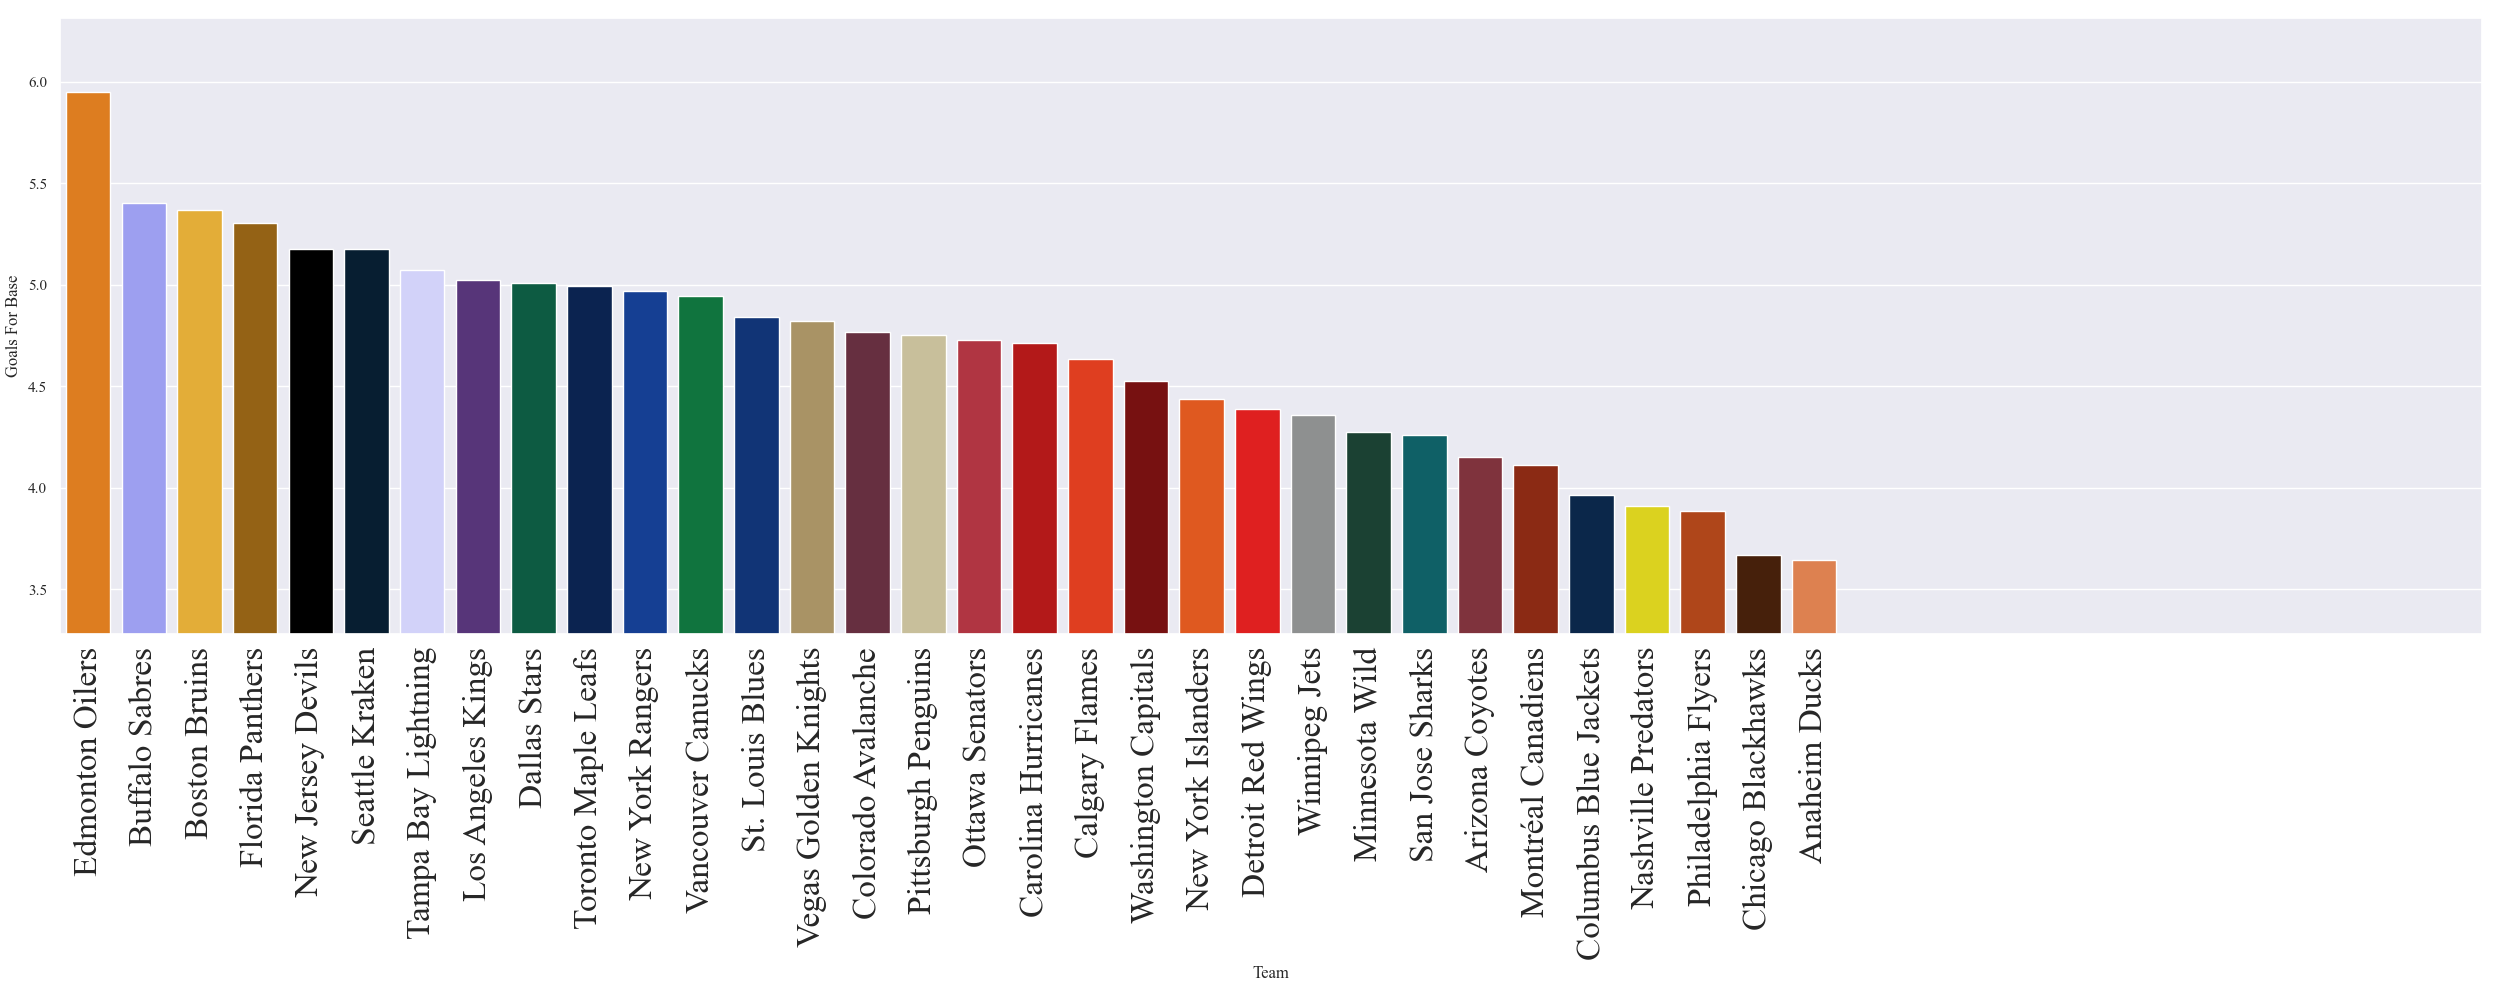 6.0
5.5
5.0
4.5
4.0
3.5
Goals For Base
Edmonton Oilers
Buffalo Sabres
Boston Bruins
Florida Panthers
New Jersey Devils
Seattle Kraken
Tampa Bay Lightning
Los Angeles Kings
Dallas Stars
Toronto Maple Leafs
New York Rangers
Vancouver Canucks
St. Louis Blues
Vegas Golden Knights
Colorado Avalanche
Pittsburgh Penguins
Ottawa Senators
Carolina Hurricanes
Calgary Flames
Washington Capitals
New York Islanders
Detroit Red Wings
Winnipeg Jets
Minnesota Wild
San Jose Sharks
Arizona Coyotes
Montréal Canadiens
Columbus Blue Jackets
Nashville Predators
Philadelphia Flyers
Chicago Blackhawks
Anaheim Ducks
Team